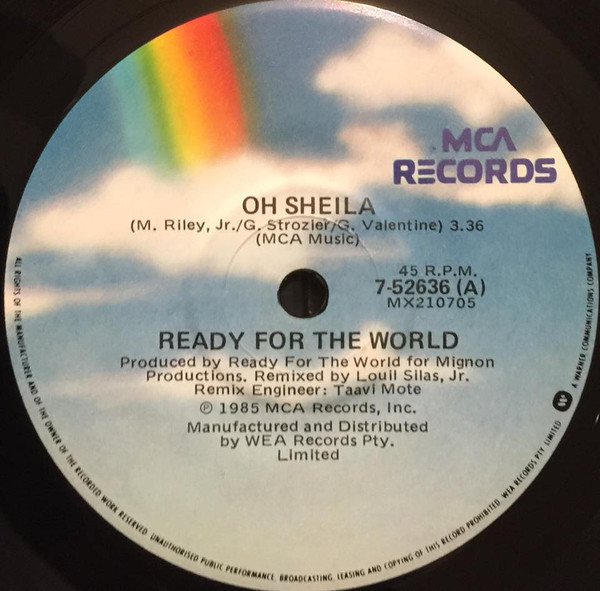 MCA
RECORDS
OH SHEILA
(M. Riley, Jr./G. Strozier/G. Valentine) 3.36
(MCA Music)
45 R.P.M.
7-52636 (A)
MX210705
READY FOR THE WORLD
Produced by Ready For The World for Mignon
Productions. Remixed by Louil Silas, Jr.
Remix Engineer: Taavi Mote
℗ 1985 MCA Records, Inc.
Manufactured and Distributed
by WEA Records Pty.
Limited
ALL RIGHTS OF THE MANUFACTURER AND OF THE OWNER OF THE RECORDED WORK RESERVED. UNAUTHORISED PUBLIC PERFORMANCE, BROADCASTING, LEASING AND COPYING OF THIS RECORD PROHIBITED. WEA RECORDS PTY. LIMITED
A WARNER COMMUNICATIONS COMPANY